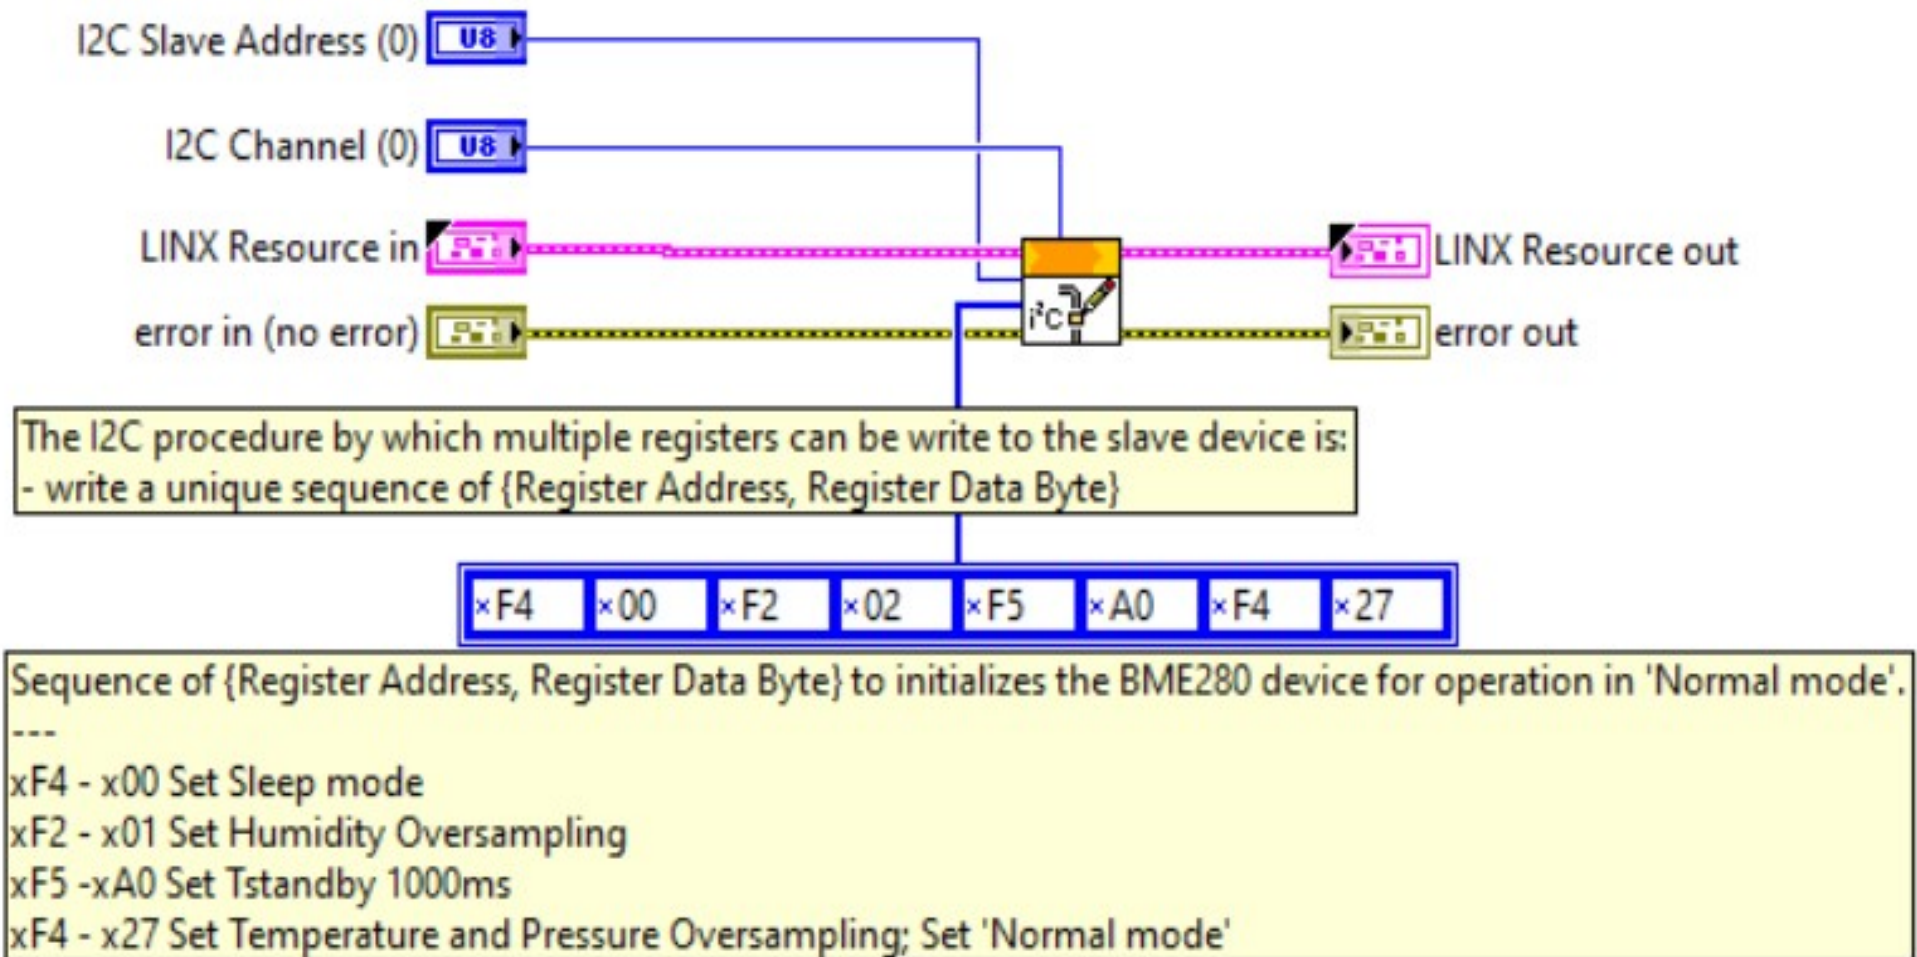 I2C Slave Address (0) U8
I2C Channel (0) U8
LINX Resource in
LINX Resource out
i²C
error in (no error)
error out
The I2C procedure by which multiple registers can be write to the slave device is:
- write a unique sequence of {Register Address, Register Data Byte}
×F4 ×00 ×F2 ×02 ×F5 ×A0 ×F4 ×27
Sequence of {Register Address, Register Data Byte} to initializes the BME280 device for operation in 'Normal mode'.
---
xF4 - x00 Set Sleep mode
xF2 - x01 Set Humidity Oversampling
xF5 -xA0 Set Tstandby 1000ms
xF4 - x27 Set Temperature and Pressure Oversampling; Set 'Normal mode'